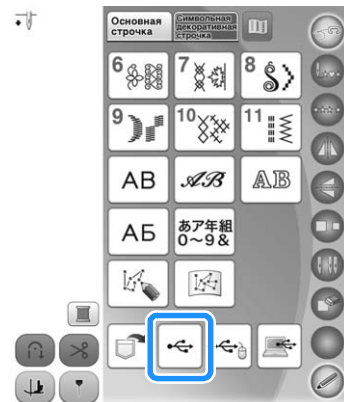 Основная
строчка
Символьная
декоративная
строчка
6 7 8
9 10 11
AB AB AB
АБ あア年組
0～9&